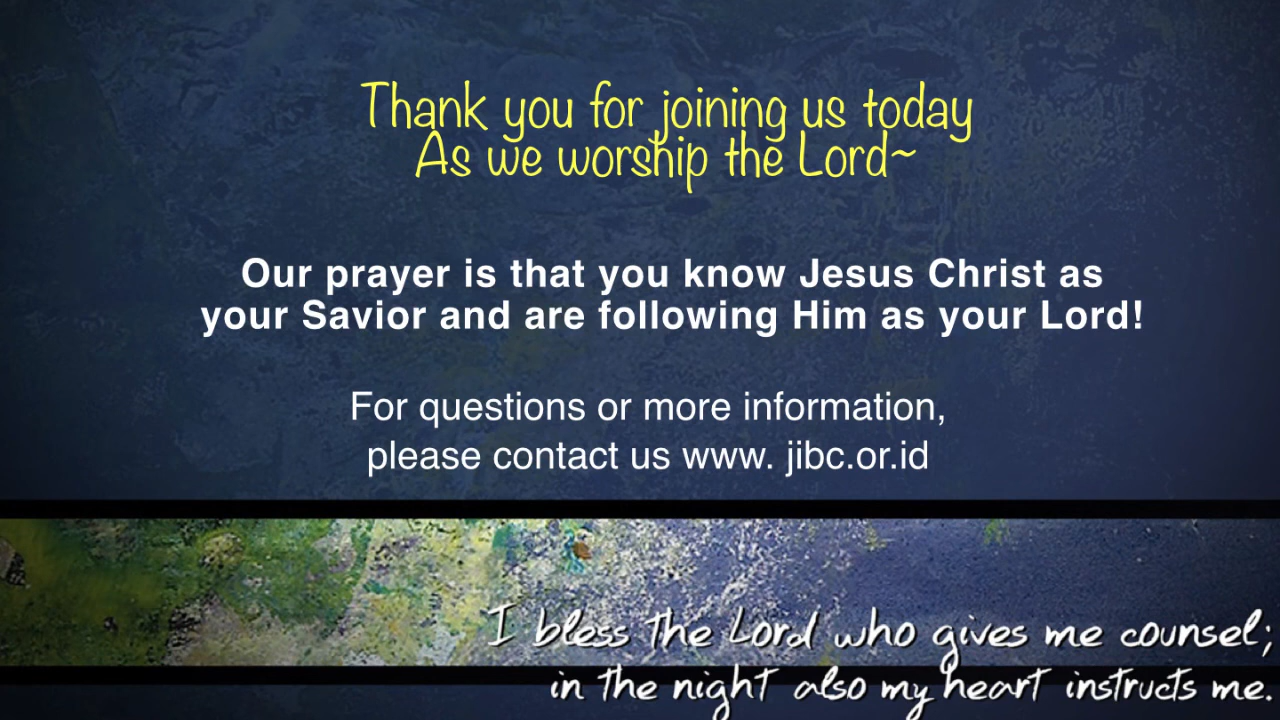 Thank you for joining us today
As we worship the Lord~
Our prayer is that you know Jesus Christ as
your Savior and are following Him as your Lord!
For questions or more information,
please contact us www. jibc.or.id
I bless the Lord who gives me counsel;
in the night also my heart instructs me.